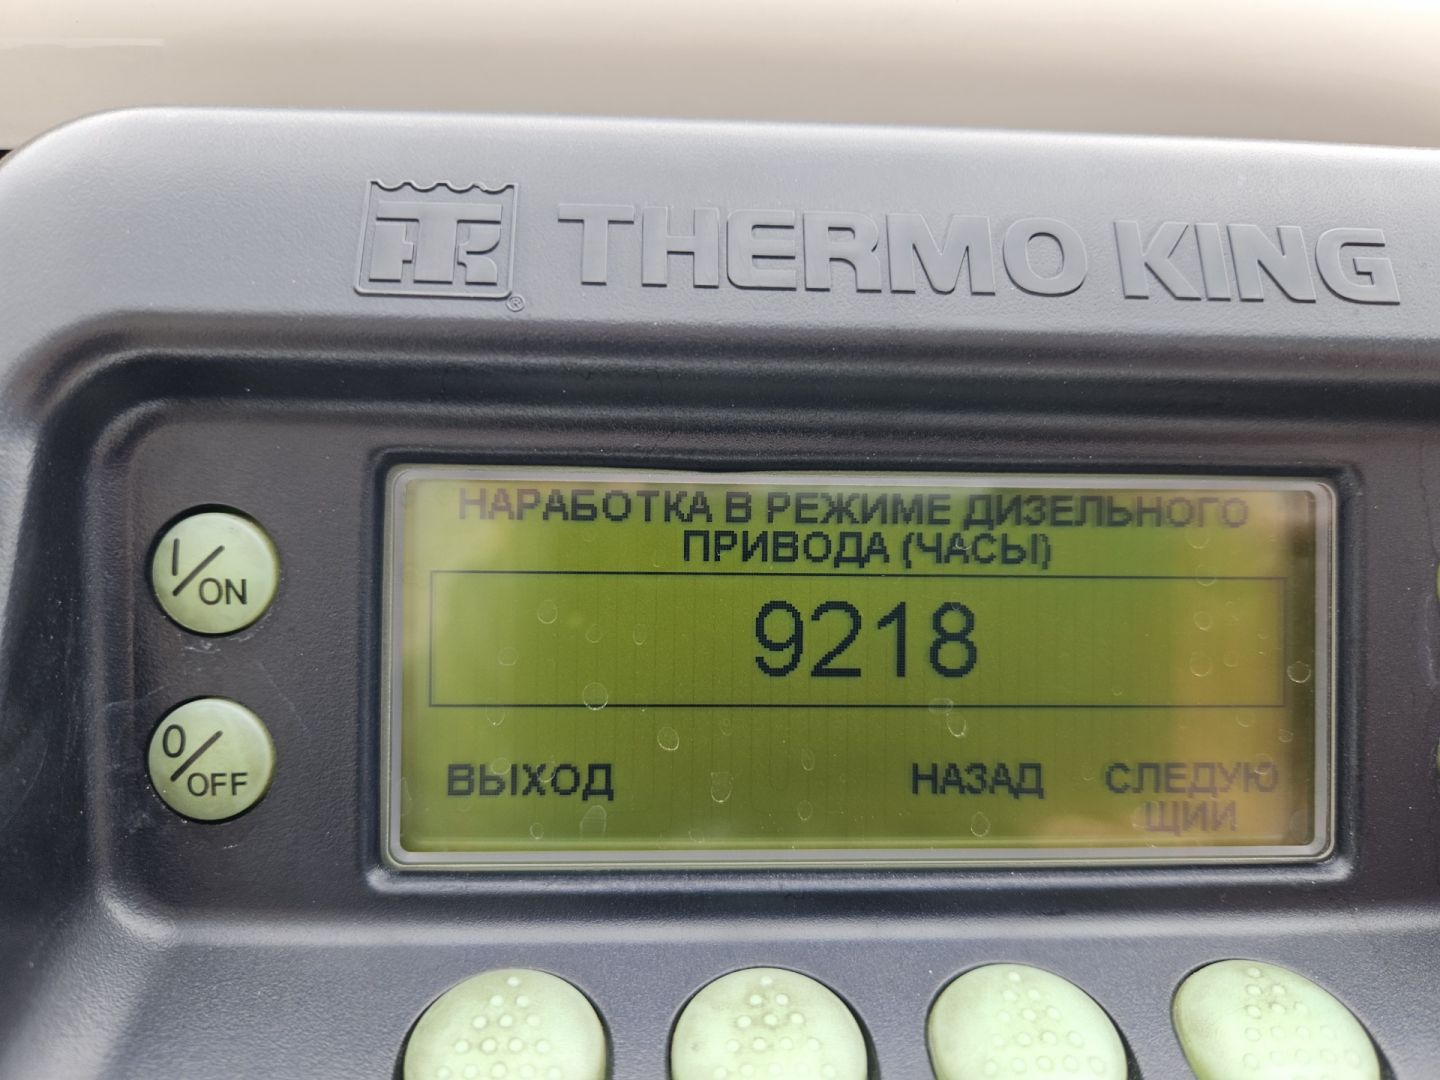 THERMO KING
®
НАРАБОТКА В РЕЖИМЕ ДИЗЕЛЬНОГО
ПРИВОДА (ЧАСЫ)
I/ON
9218
0/OFF
ВЫХОД НАЗАД СЛЕДУЮ
ЩИИ